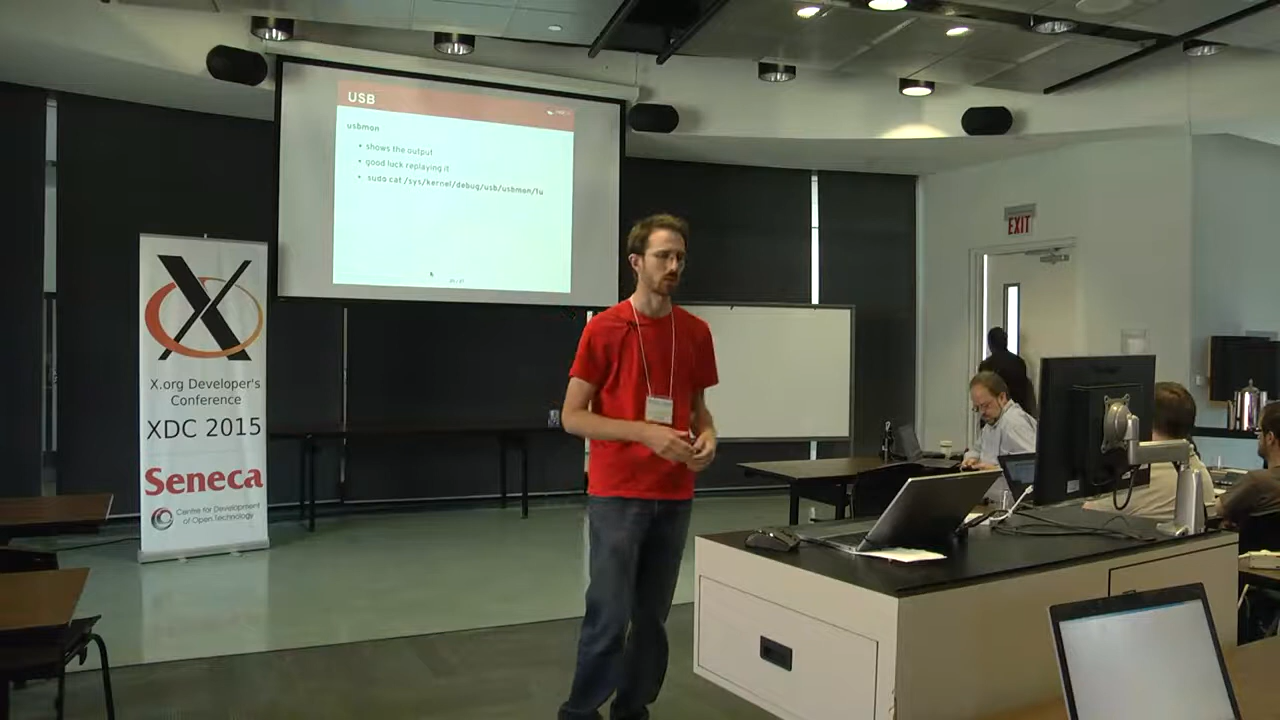 USB
usbmon
• shows the output
• good luck replaying it
• sudo cat /sys/kernel/debug/usb/usbmon/1u
EXIT
X
X.org Developer's
Conference
XDC 2015
Seneca
Centre for Development
of Open Technology